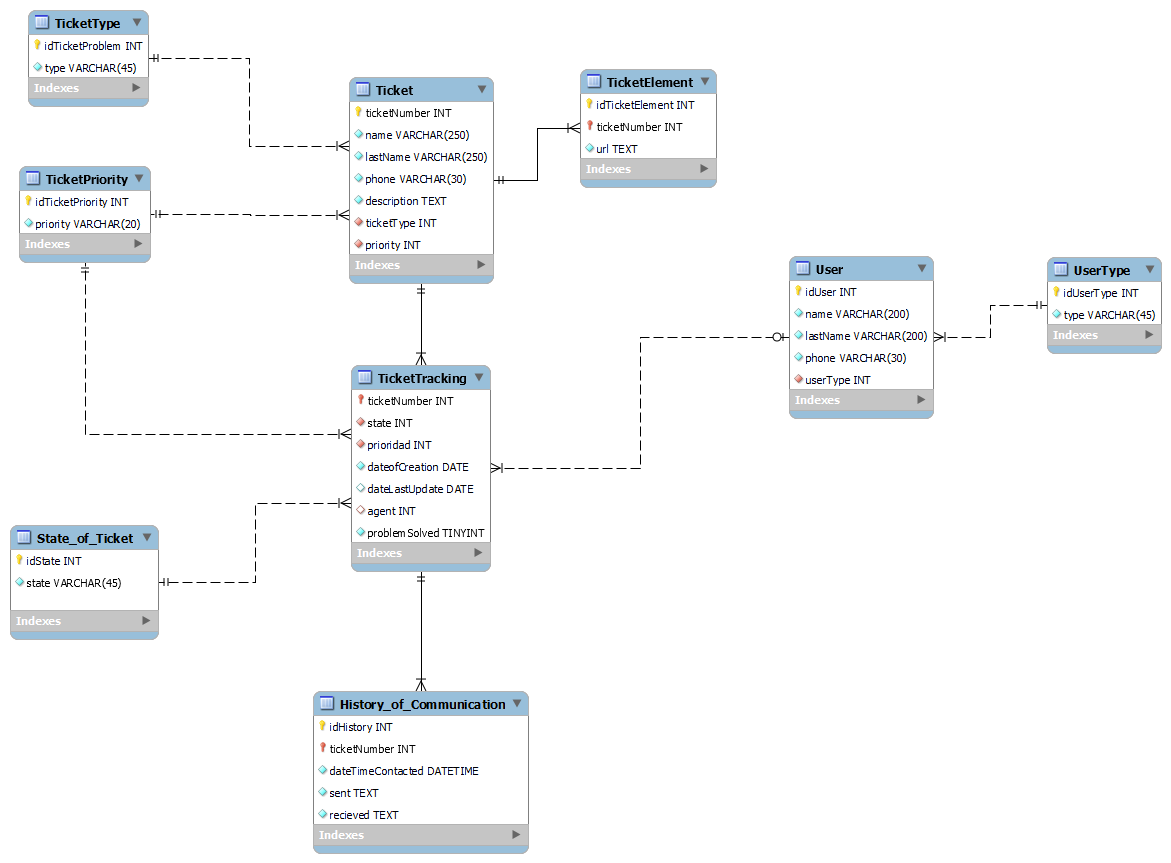 TicketType
idTicketProblem INT
type VARCHAR(45)
Indexes
Ticket
ticketNumber INT
name VARCHAR(250)
lastName VARCHAR(250)
phone VARCHAR(30)
description TEXT
ticketType INT
priority INT
Indexes
TicketElement
idTicketElement INT
ticketNumber INT
url TEXT
Indexes
TicketPriority
idTicketPriority INT
priority VARCHAR(20)
Indexes
User
idUser INT
name VARCHAR(200)
lastName VARCHAR(200)
phone VARCHAR(30)
userType INT
Indexes
UserType
idUserType INT
type VARCHAR(45)
Indexes
TicketTracking
ticketNumber INT
state INT
prioridad INT
dateofCreation DATE
dateLastUpdate DATE
agent INT
problemSolved TINYINT
Indexes
State_of_Ticket
idState INT
state VARCHAR(45)
Indexes
History_of_Communication
idHistory INT
ticketNumber INT
dateTimeContacted DATETIME
sent TEXT
recieved TEXT
Indexes